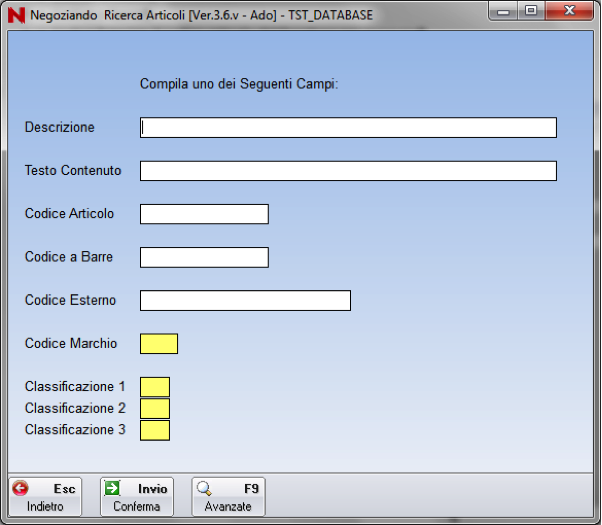 Negoziando Ricerca Articoli [Ver.3.6.v - Ado] - TST_DATABASE
Compila uno dei Seguenti Campi:
Descrizione
Testo Contenuto
Codice Articolo
Codice a Barre
Codice Esterno
Codice Marchio
Classificazione 1
Classificazione 2
Classificazione 3
Esc
Indietro
Invio
Conferma
F9
Avanzate